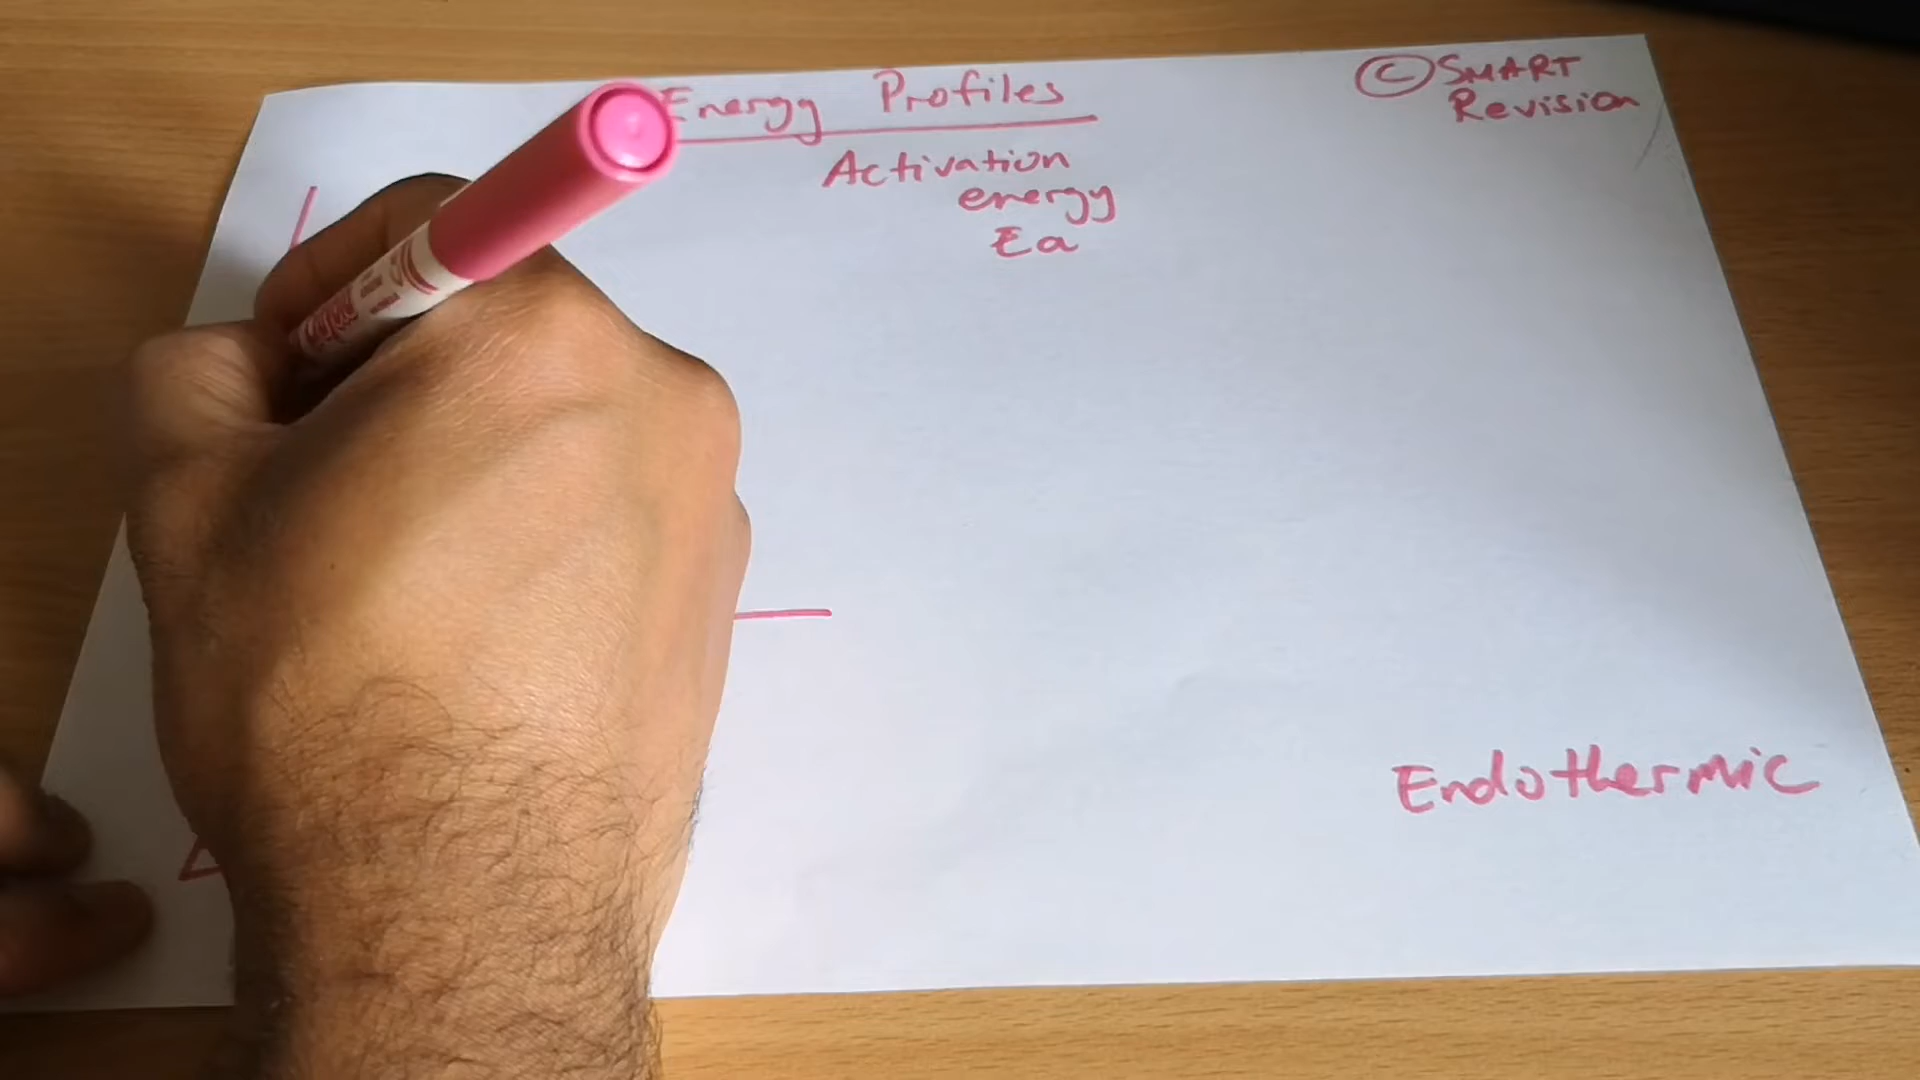 Energy Profiles
© SMART
Revision
Activation
energy
Ea
Endothermic